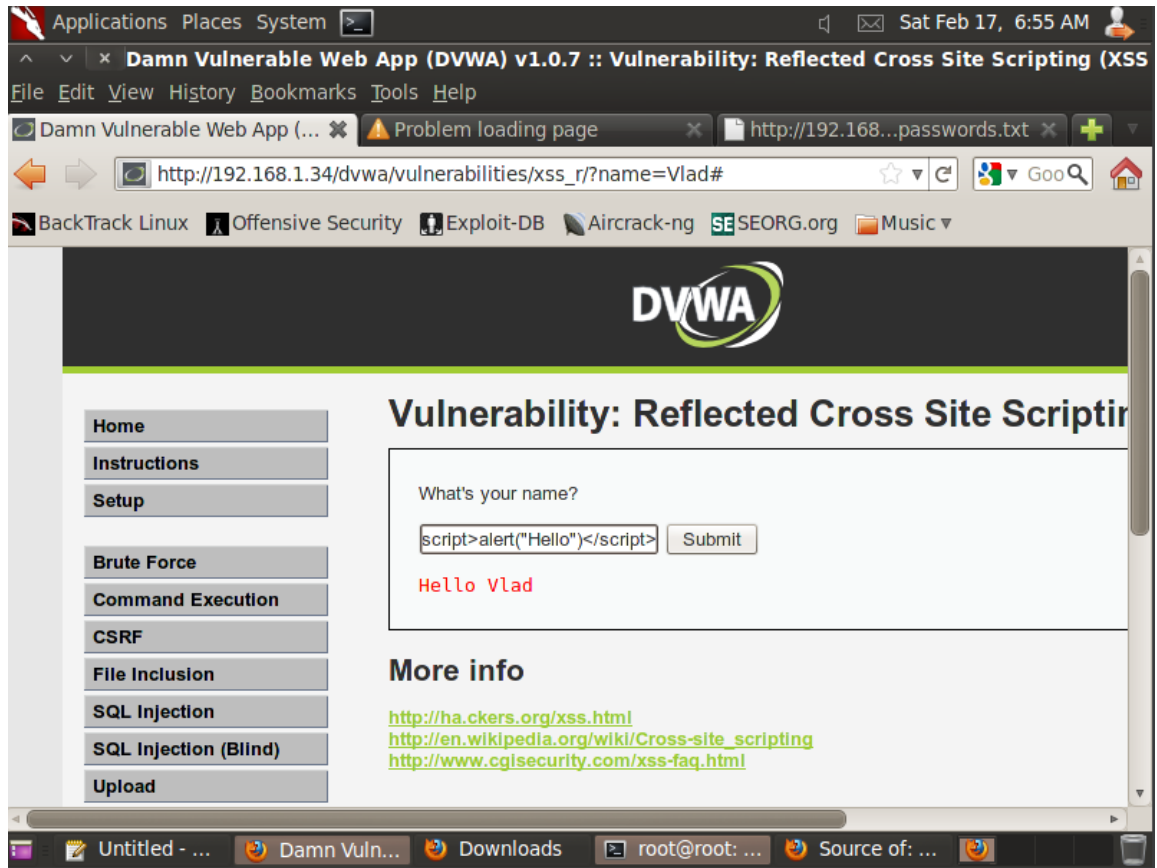 Applications Places System
Sat Feb 17, 6:55 AM
Damn Vulnerable Web App (DVWA) v1.0.7 :: Vulnerability: Reflected Cross Site Scripting (XSS
File Edit View History Bookmarks Tools Help
Damn Vulnerable Web App (... Problem loading page http://192.168...passwords.txt
http://192.168.1.34/dvwa/vulnerabilities/xss_r/?name=Vlad# Goo
BackTrack Linux Offensive Security Exploit-DB Aircrack-ng SE SEORG.org Music
DVWA
Vulnerability: Reflected Cross Site Scriptin
Home
Instructions
Setup
Brute Force
Command Execution
CSRF
File Inclusion
SQL Injection
SQL Injection (Blind)
Upload
What's your name?
script>alert("Hello")</script> Submit
Hello Vlad
More info
http://ha.ckers.org/xss.html
http://en.wikipedia.org/wiki/Cross-site_scripting
http://www.cgisecurity.com/xss-faq.html
Untitled - ... Damn Vuln... Downloads root@root: ... Source of: ...